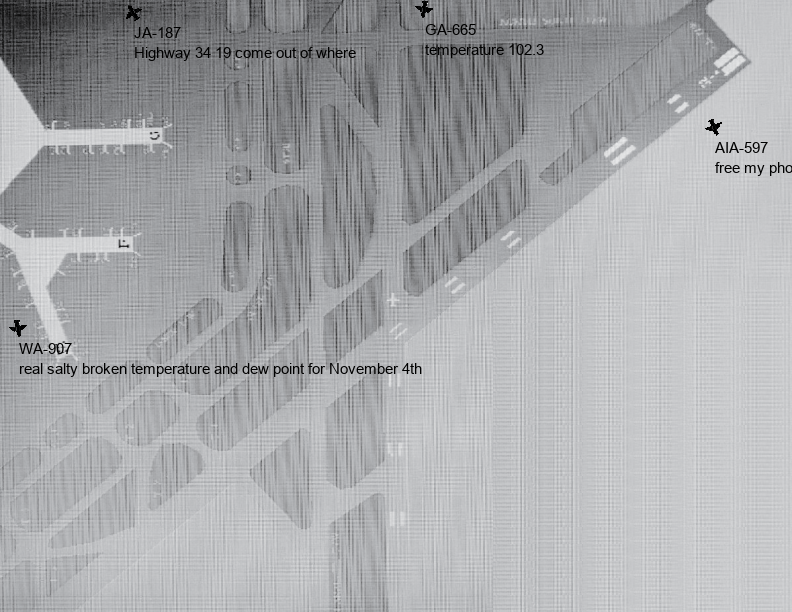 JA-187
Highway 34 19 come out of where
GA-665
temperature 102.3
AIA-597
free my pho
WA-907
real salty broken temperature and dew point for November 4th